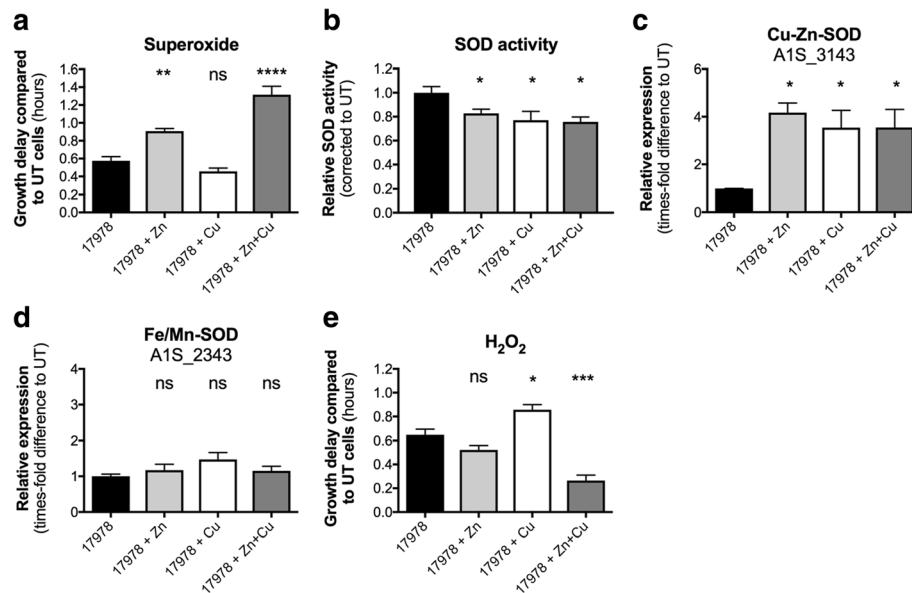 a
Superoxide
Growth delay compared
to UT cells (hours)
1.6
1.4
1.2
1.0
0.8
0.6
0.4
0.2
0.0
**
ns
****
17978
17978 + Zn
17978 + Cu
17978 + Zn+Cu
b
SOD activity
Relative SOD activity
(corrected to UT)
1.2
1.0
0.8
0.6
0.4
0.2
0.0
*
*
*
17978
17978 + Zn
17978 + Cu
17978 + Zn+Cu
c
Cu-Zn-SOD
A1S_3143
Relative expression
(times-fold difference to UT)
6
4
2
0
*
*
*
17978
17978 + Zn
17978 + Cu
17978 + Zn+Cu
d
Fe/Mn-SOD
A1S_2343
Relative expression
(times-fold difference to UT)
4
3
2
1
0
ns
ns
ns
17978
17978 + Zn
17978 + Cu
17978 + Zn+Cu
e
H₂O₂
Growth delay compared
to UT cells (hours)
1.2
1.0
0.8
0.6
0.4
0.2
0.0
ns
*
***
17978
17978 + Zn
17978 + Cu
17978 + Zn+Cu